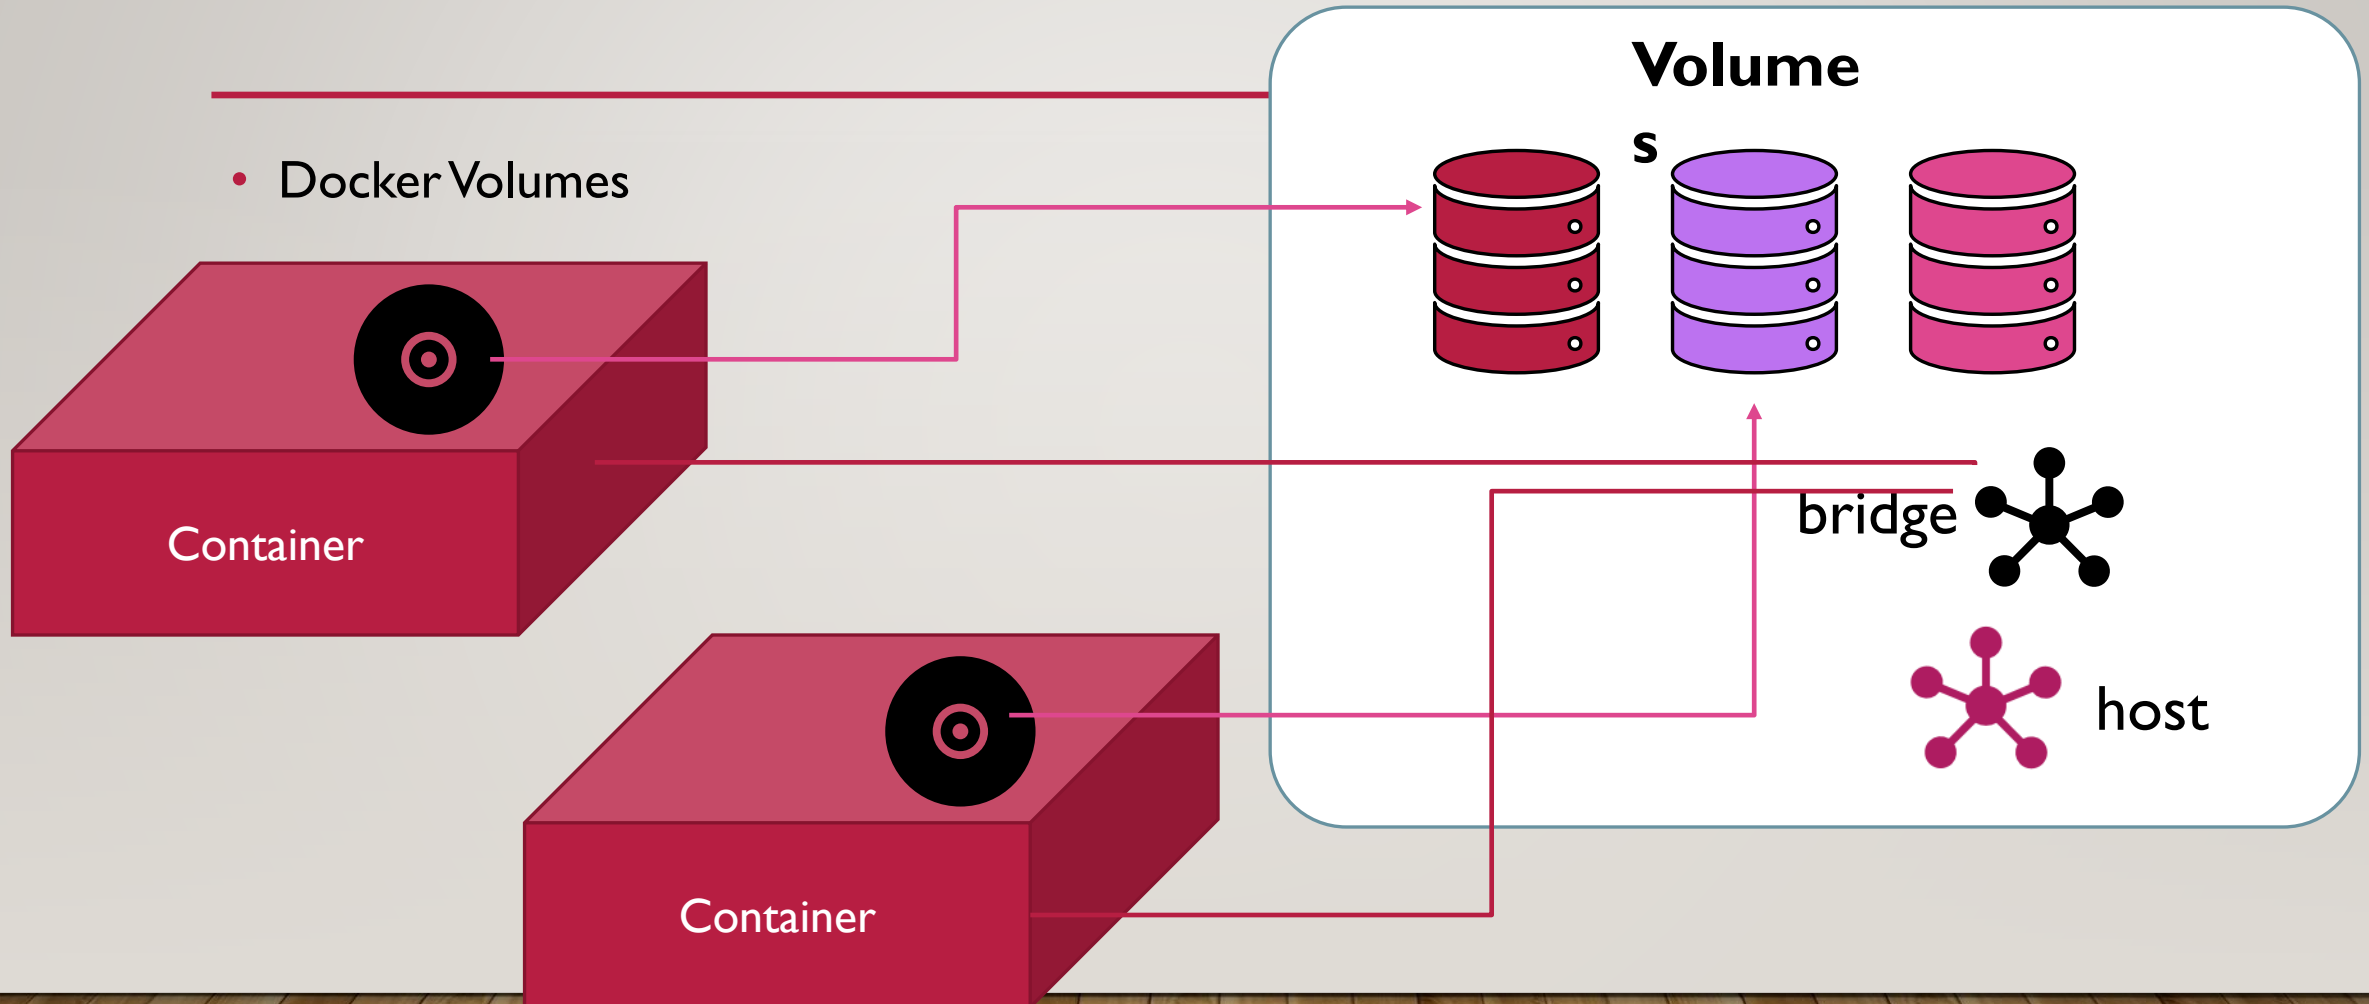 Volume
s
• Docker Volumes
bridge
Container
host
Container